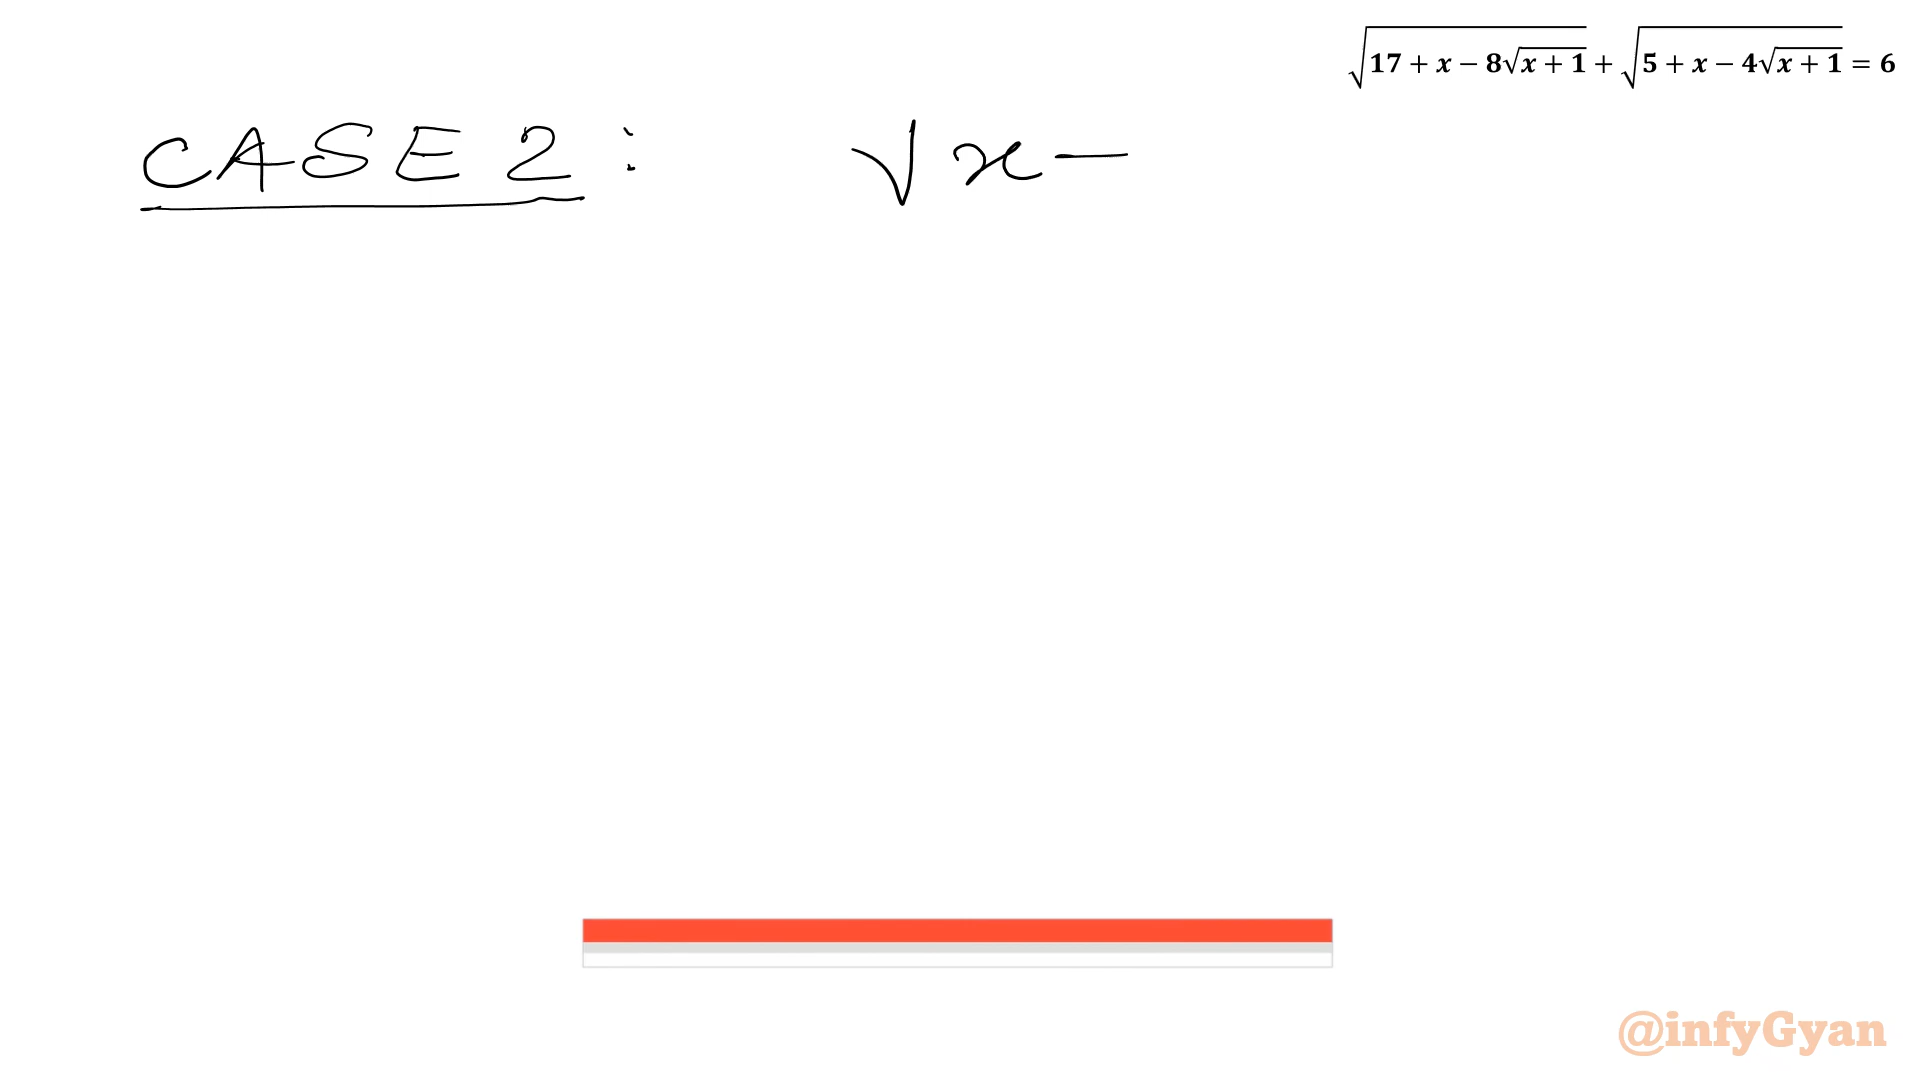 √(17 + x − 8√(x + 1)) + √(5 + x − 4√(x + 1)) = 6
CASE 2 : √ x −
@infyGyan